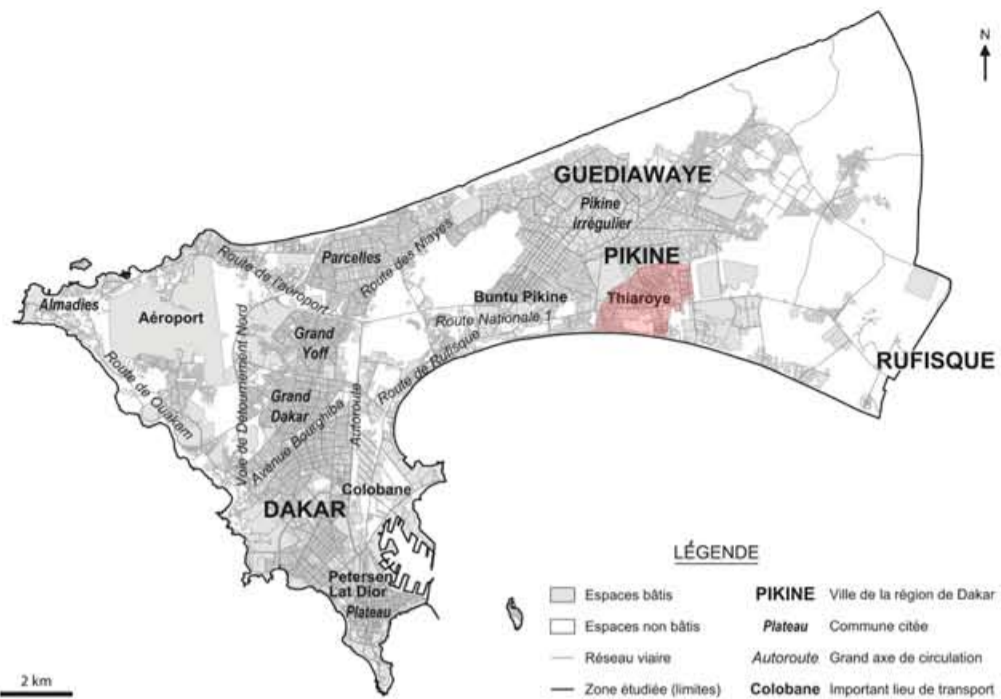 N
GUEDIAWAYE
Pikine
irrégulier
PIKINE
Parcelles
Route des Niayes
Route de l'aéroport
Almadies
Aéroport
Buntu Pikine
Thiaroye
Route Nationale 1
Grand
Yoff
Voie de Détournement Nord
Route de Rufisque
RUFISQUE
Route de Ouakam
Grand
Dakar
Avenue Bourghiba
Autoroute
Colobane
DAKAR
Petersen
Lat Dior
Plateau
2 km
LÉGENDE
Espaces bâtis
Espaces non bâtis
Réseau viaire
Zone étudiée (limites)
PIKINE Ville de la région de Dakar
Plateau Commune citée
Autoroute Grand axe de circulation
Colobane Important lieu de transport